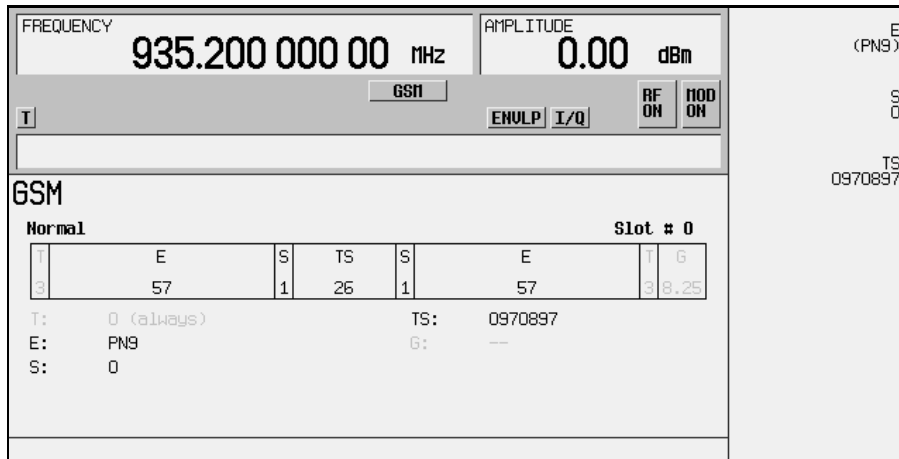 FREQUENCY
935.200 000 00 MHz
AMPLITUDE
0.00 dBm
GSM
T
ENVLP I/Q
RF ON
MOD ON
GSM
Normal Slot # 0
T E S TS S E T G
3 57 1 26 1 57 3 8.25
T: 0 (always) TS: 0970897
E: PN9 G: --
S: 0
E
(PN9)
S
0
TS
0970897